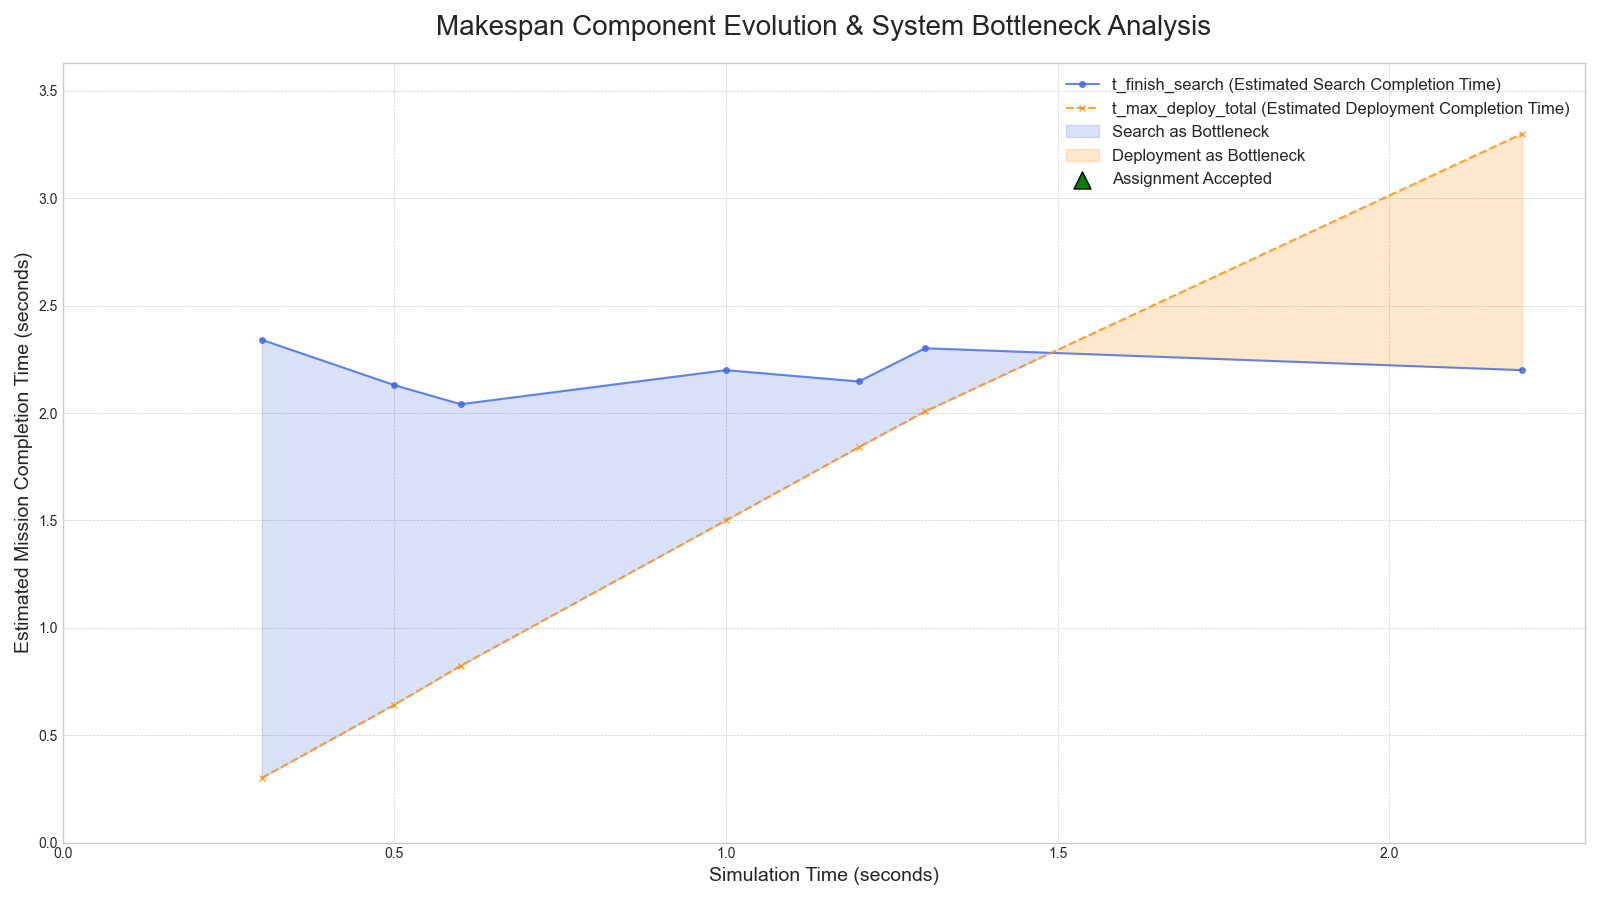 Makespan Component Evolution & System Bottleneck Analysis
t_finish_search (Estimated Search Completion Time)
t_max_deploy_total (Estimated Deployment Completion Time)
Search as Bottleneck
Deployment as Bottleneck
Assignment Accepted
Estimated Mission Completion Time (seconds)
3.5
3.0
2.5
2.0
1.5
1.0
0.5
0.0
0.0 0.5 1.0 1.5 2.0
Simulation Time (seconds)